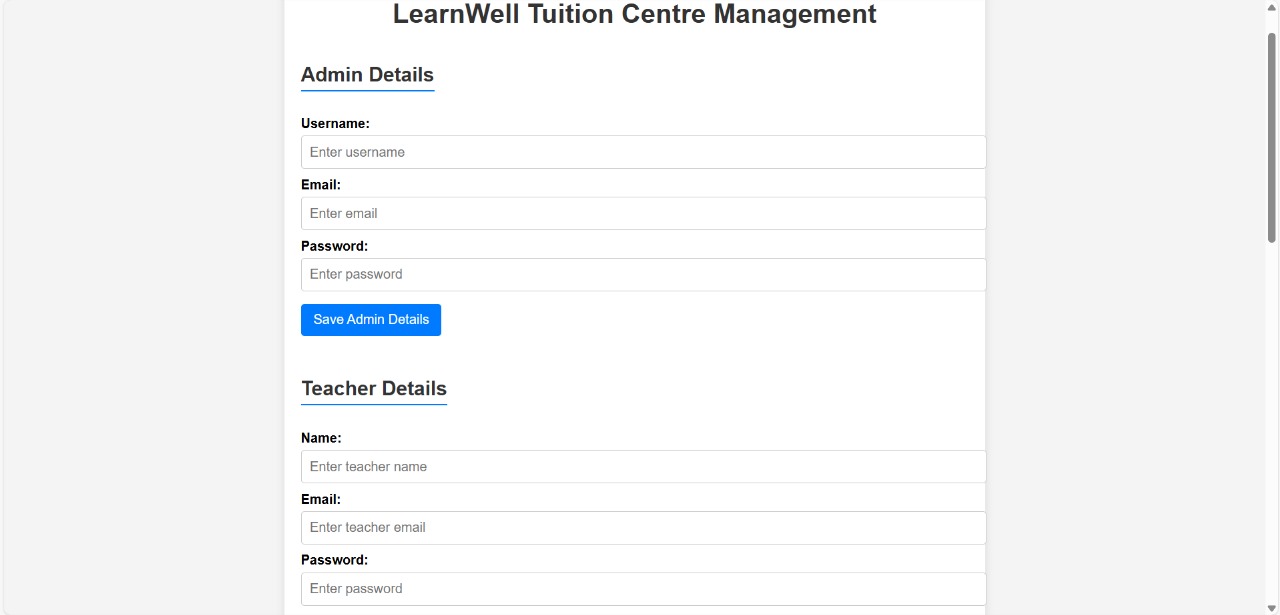 LearnWell Tuition Centre Management
Admin Details
Username:
Enter username
Email:
Enter email
Password:
Enter password
Save Admin Details
Teacher Details
Name:
Enter teacher name
Email:
Enter teacher email
Password:
Enter password